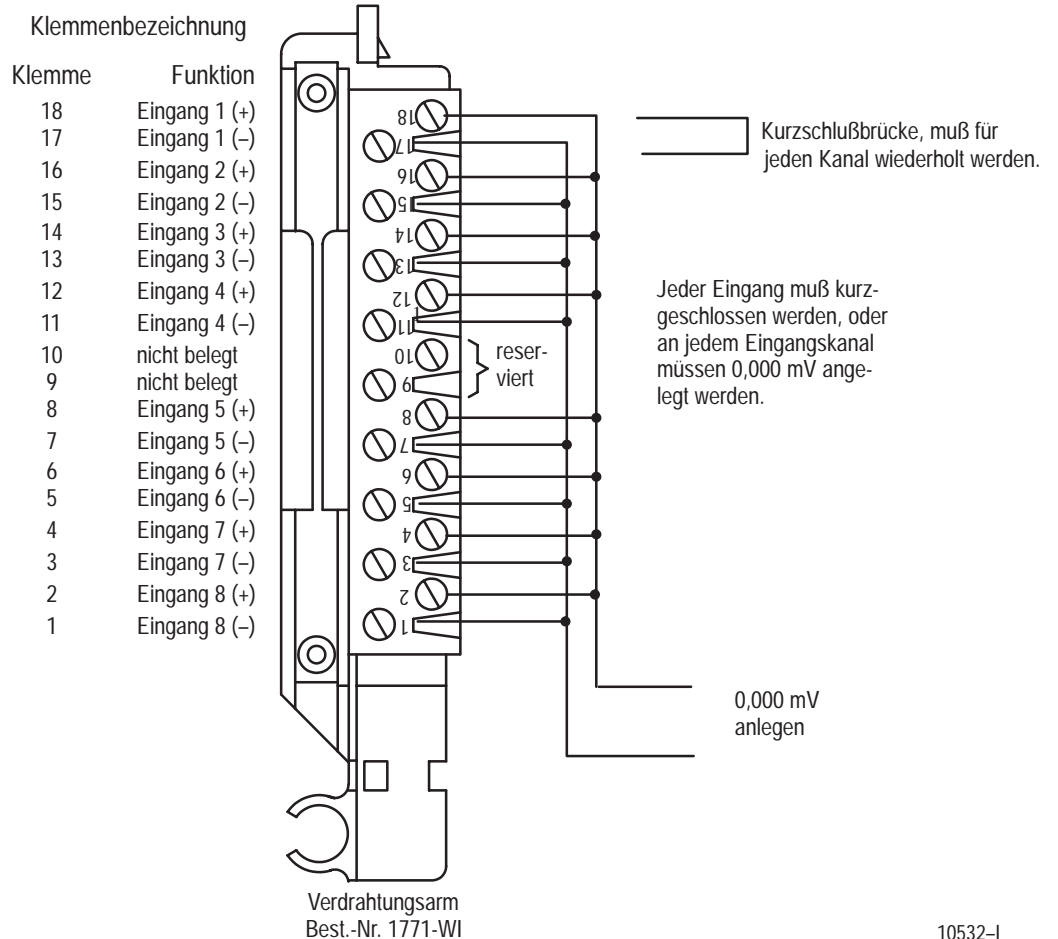 Klemmenbezeichnung
Klemme Funktion
18 Eingang 1 (+)
17 Eingang 1 (–)
16 Eingang 2 (+)
15 Eingang 2 (–)
14 Eingang 3 (+)
13 Eingang 3 (–)
12 Eingang 4 (+)
11 Eingang 4 (–)
10 nicht belegt
9 nicht belegt
8 Eingang 5 (+)
7 Eingang 5 (–)
6 Eingang 6 (+)
5 Eingang 6 (–)
4 Eingang 7 (+)
3 Eingang 7 (–)
2 Eingang 8 (+)
1 Eingang 8 (–)
18
17
16
15
14
13
12
11
10
9
8
7
6
5
4
3
2
1
reser-
viert
Kurzschlußbrücke, muß für
jeden Kanal wiederholt werden.
Jeder Eingang muß kurz-
geschlossen werden, oder
an jedem Eingangskanal
müssen 0,000 mV ange-
legt werden.
0,000 mV
anlegen
Verdrahtungsarm
Best.-Nr. 1771-WI
10532–I